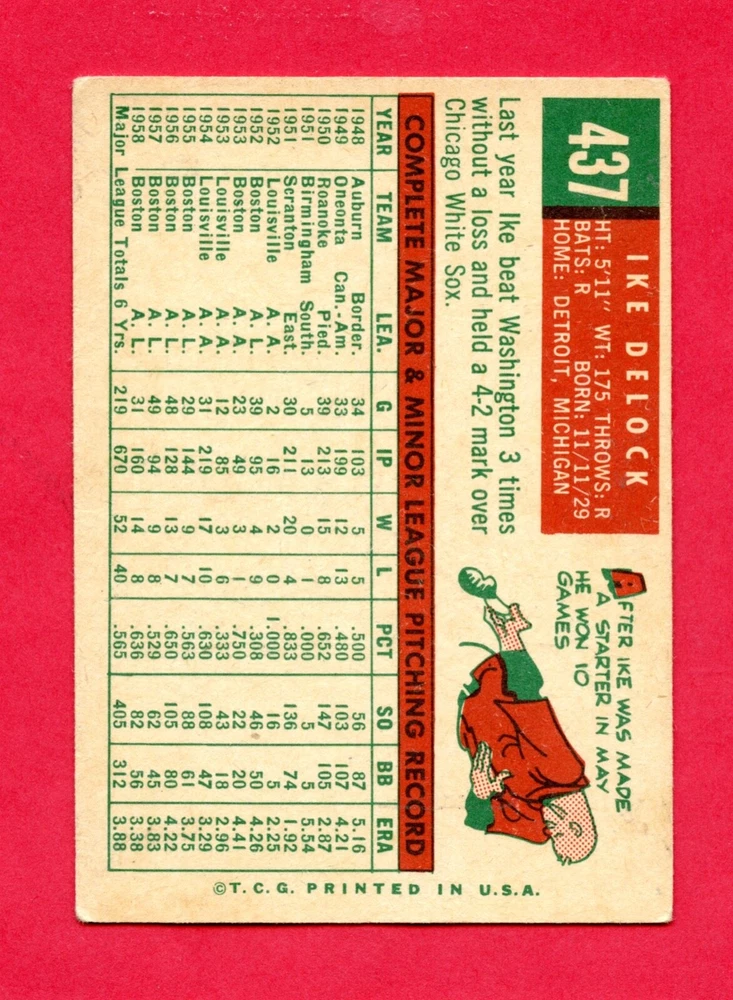 437
IKE DELOCK
HT: 5'11" WT: 175 THROWS: R
BATS: R BORN: 11/11/29
HOME: DETROIT, MICHIGAN
Last year Ike beat Washington 3 times
without a loss and held a 4-2 mark over
Chicago White Sox.
AFTER IKE WAS MADE
A STARTER IN MAY
HE WON 10
GAMES
COMPLETE MAJOR & MINOR LEAGUE PITCHING RECORD
YEAR TEAM LEA. G IP W L PCT SO BB ERA
1948 Auburn Border. 34 103 5 5 .500 56 87 5.16
1949 Oneonta Can.-Am. 33 199 12 13 .480 103 107 4.21
1950 Roanoke Pied. 39 213 15 8 .652 147 105 2.87
1951 Birmingham South. 5 13 0 1 .000 5 5 5.54
1951 Scranton East. 30 20 4 .833 136 74 1.92
1952 Louisville A. A. 2 2 0 1.000 16 5 2.25
1952 Boston A. L. 39 95 4 9 .308 46 50 4.26
1953 Boston A. L. 23 49 3 1 .750 22 20 4.41
1953 Louisville A. A. 12 85 3 6 .333 43 18 4.96
1954 Louisville A. A. 31 219 17 10 .630 108 47 3.29
1955 Boston A. L. 29 144 9 7 .563 88 61 3.75
1956 Boston A. L. 48 128 13 7 .650 105 80 4.22
1957 Boston A. L. 49 94 9 8 .529 62 45 3.83
1958 Boston A. L. 31 160 14 8 .636 82 56 3.38
Major League Totals 6 Yrs. 219 670 52 40 .565 405 312 3.88
©T.C.G. PRINTED IN U.S.A.